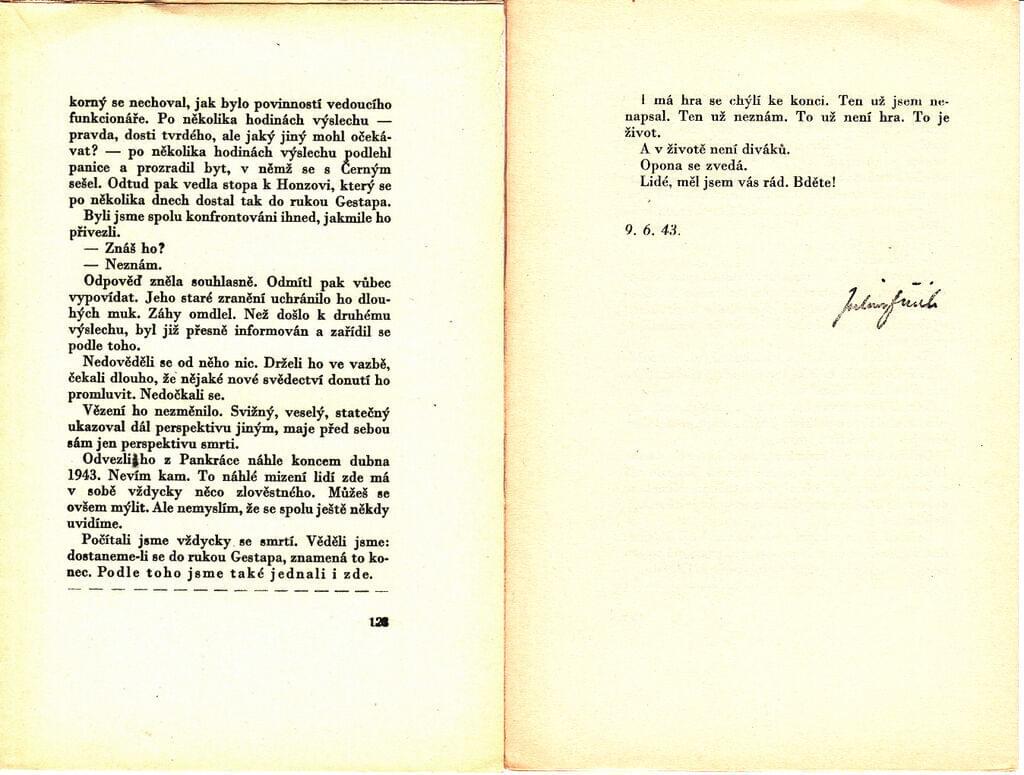 korný se nechoval, jak bylo povinností vedoucího
funkcionáře. Po několika hodinách výslechu —
pravda, dosti tvrdého, ale jaký jiný mohl očeká-
vat? — po několika hodinách výslechu podlehl
panice a prozradil byt, v němž se s Černým
sešel. Odtud pak vedla stopa k Honzovi, který se
po několika dnech dostal tak do rukou Gestapa.
Byli jsme spolu konfrontováni ihned, jakmile ho
přivezli.
— Znáš ho?
— Neznám.
Odpověď zněla souhlasně. Odmítl pak vůbec
vypovídat. Jeho staré zranění uchránilo ho dlou-
hých muk. Záhy omdlel. Než došlo k druhému
výslechu, byl již přesně informován a zařídil se
podle toho.
Nedověděli se od něho nic. Drželi ho ve vazbě,
čekali dlouho, že nějaké nové svědectví donutí ho
promluvit. Nedočkali se.
Vězení ho nezměnilo. Svižný, veselý, statečný
ukazoval dál perspektivu jiným, maje před sebou
sám jen perspektivu smrti.
Odvezli ho z Pankráce náhle koncem dubna
1943. Nevím kam. To náhlé mizení lidí zde má
v sobě vždycky něco zlověstného. Můžeš se
ovšem mýlit. Ale nemyslím, že se spolu ještě někdy
uvidíme.
Počítali jsme vždycky se smrtí. Věděli jsme:
dostaneme-li se do rukou Gestapa, znamená to ko-
nec. Podle toho jsme také jednali i zde.
— — — — — — — — — — — — — — —
I má hra se chýlí ke konci. Ten už jsem ne-
napsal. Ten už neznám. To už není hra. To je
život.
A v životě není diváků.
Opona se zvedá.
Lidé, měl jsem vás rád. Bděte!
9. 6. 43.
Julius Fučík